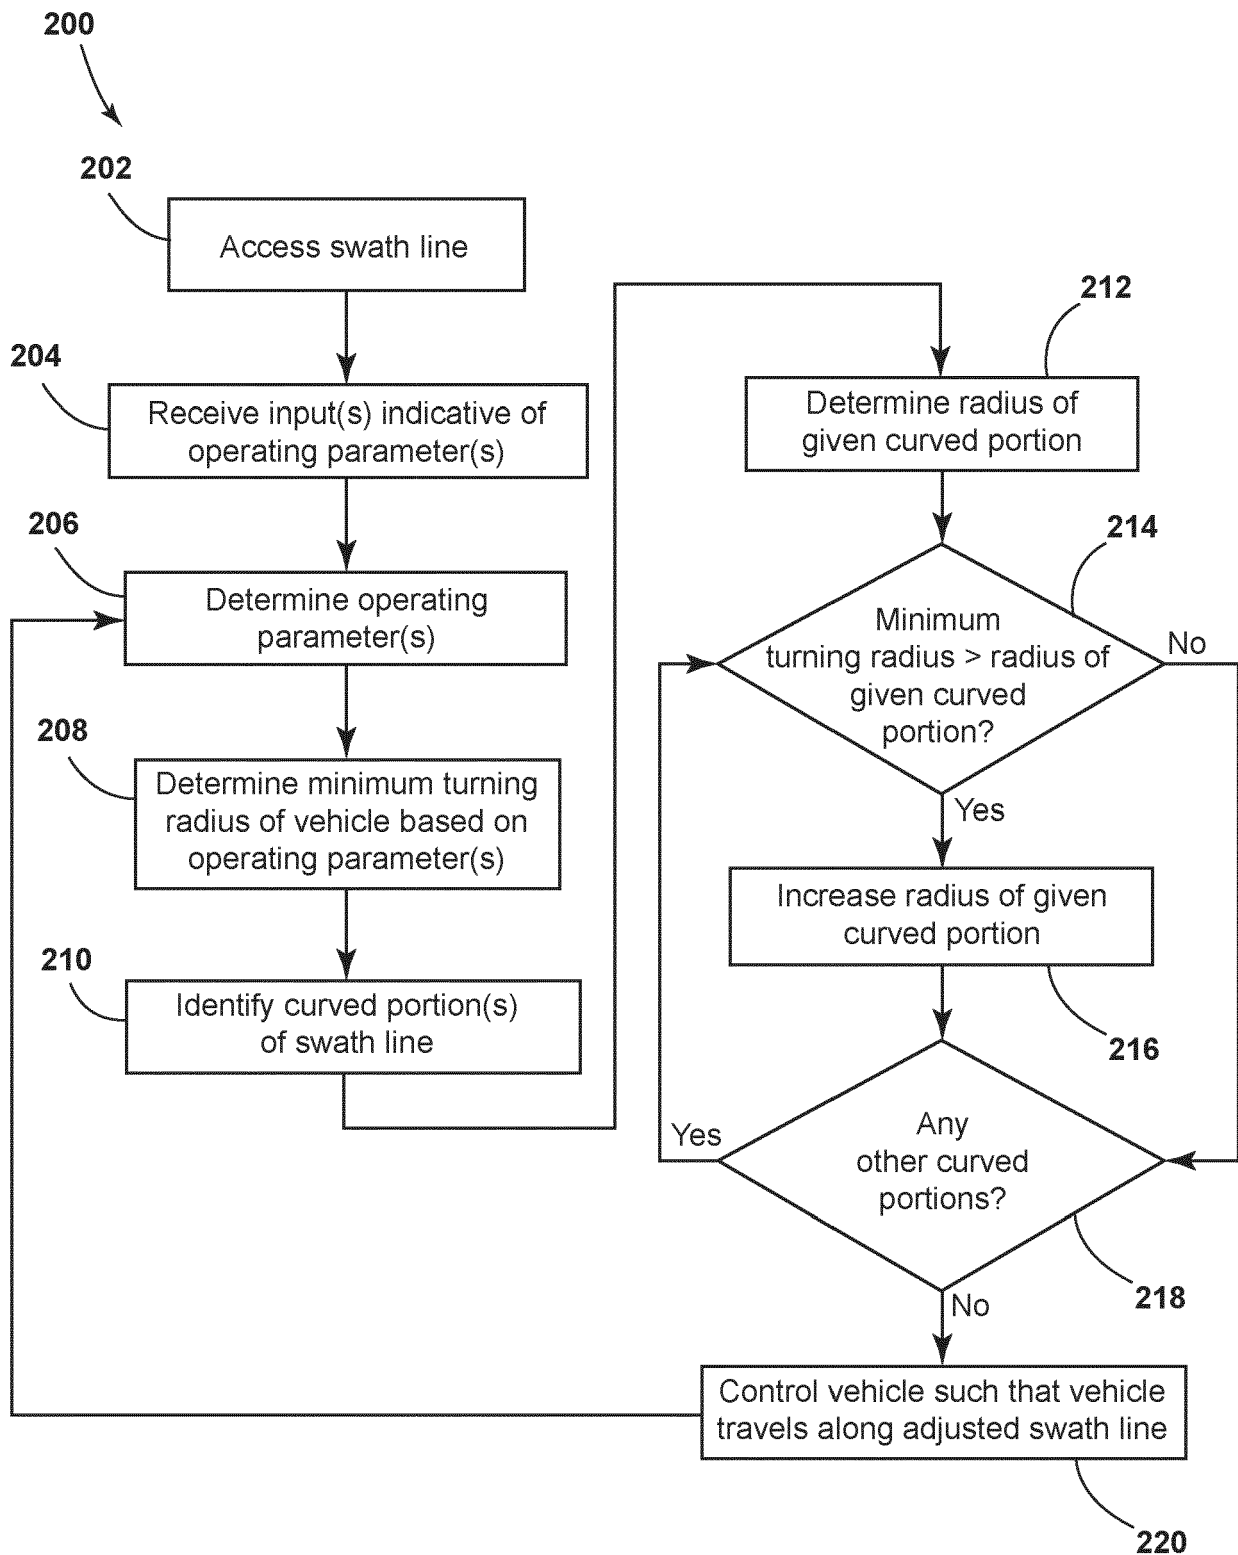 200
202
Access swath line
204
Receive input(s) indicative of
operating parameter(s)
206
Determine operating
parameter(s)
208
Determine minimum turning
radius of vehicle based on
operating parameter(s)
210
Identify curved portion(s)
of swath line
212
Determine radius of
given curved portion
214
Minimum
turning radius > radius of
given curved
portion?
No
Yes
Increase radius of given
curved portion
216
Yes
Any
other curved
portions?
218
No
Control vehicle such that vehicle
travels along adjusted swath line
220